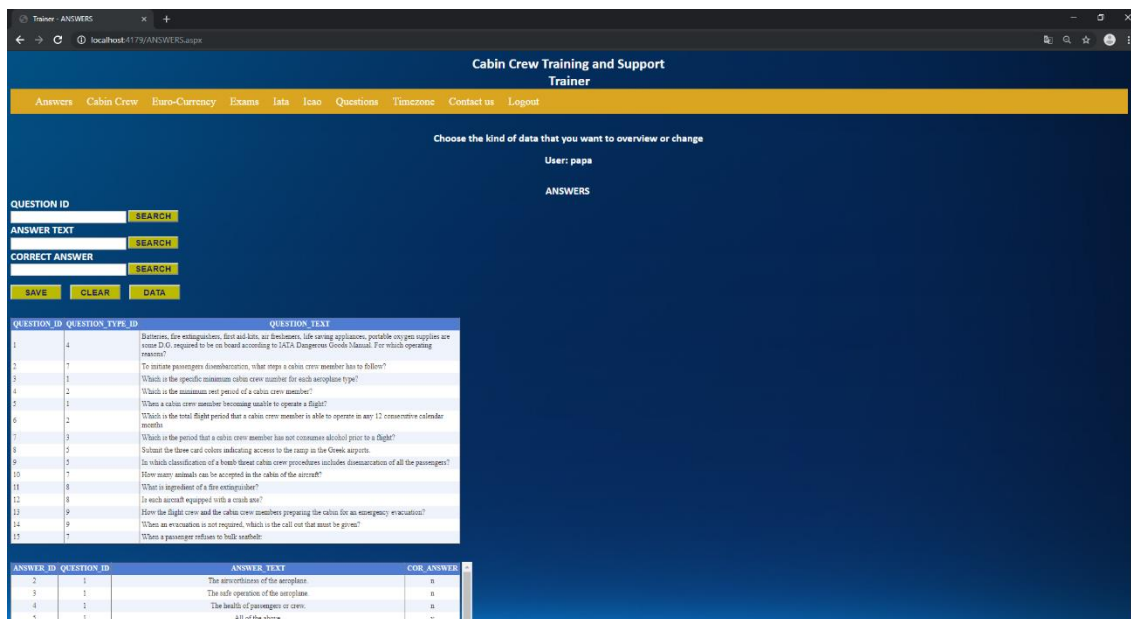 Trainer - ANSWERS
localhost:4179/ANSWERS.aspx
Cabin Crew Training and Support
Trainer
Answers Cabin Crew Euro-Currency Exams Iata Icao Questions Timezone Contact us Logout
Choose the kind of data that you want to overview or change
User: papa
ANSWERS
QUESTION ID
SEARCH
ANSWER TEXT
SEARCH
CORRECT ANSWER
SEARCH
SAVE CLEAR DATA
QUESTION_ID QUESTION_TYPE_ID QUESTION_TEXT
1 4 Batteries, fire extinguishers, first aid-kits, air fresheners, life saving appliances, portable oxygen supplies are
some D.G. required to be on board according to IATA Dangerous Goods Manual. For which operating
reasons?
2 7 To initiate passengers disembarcation, what steps a cabin crew member has to follow?
3 1 Which is the specific minimum cabin crew number for each aeroplane type?
4 2 Which is the minimum rest period of a cabin crew member?
5 1 When a cabin crew member becoming unable to operate a flight?
6 2 Which is the total flight period that a cabin crew member is able to operate in any 12 consecutive calendar
months
7 3 Which is the period that a cabin crew member has not consumes alcohol prior to a flight?
8 5 Submit the three card colors indicating access to the ramp in the Greek airports.
9 5 In which classification of a bomb threat cabin crew procedures includes disemarcation of all the passengers?
10 7 How many animals can be accepted in the cabin of the aircraft?
11 8 What is ingredient of a fire extinguisher?
12 8 Is each aircraft equipped with a crash axe?
13 9 How the flight crew and the cabin crew members preparing the cabin for an emergency evacuation?
14 9 When an evacuation is not required, which is the call out that must be given?
15 7 When a passenger refuses to bulk seatbelt:
ANSWER_ID QUESTION_ID ANSWER_TEXT COR_ANSWER
2 1 The airworthiness of the aeroplane. n
3 1 The safe operation of the aeroplane. n
4 1 The health of passengers or crew. n
5 1 All of the above. y